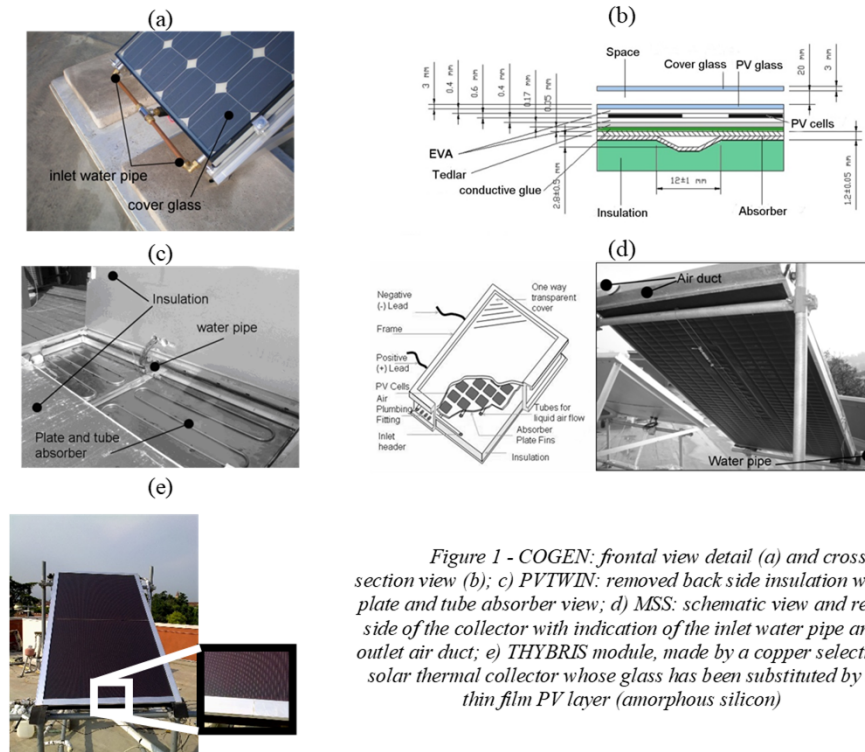 (a)
inlet water pipe
cover glass
(b)
Space
Cover glass
PV glass
3 mm
0.4 mm
0.6 mm
0.4 mm
0.17 mm
0.35 mm
20 mm
3 mm
PV cells
EVA
Tedlar
conductive glue
2.8±0.5 mm
12±1 mm
1.2±0.05 mm
Insulation
Absorber
(c)
Insulation
water pipe
Plate and tube
absorber
(d)
Negative
(-) Lead
Frame
Positive
(+) Lead
PV Cells
Air
Plumbing
Fitting
Inlet
header
One way
transparent
cover
Tubes for
liquid air flow
Absorber
Plate Fins
Insulation
Air duct
Water pipe
(e)
Figure 1 - COGEN: frontal view detail (a) and cross
section view (b); c) PVTWIN: removed back side insulation w
plate and tube absorber view; d) MSS: schematic view and re
side of the collector with indication of the inlet water pipe an
outlet air duct; e) THYBRIS module, made by a copper selecti
solar thermal collector whose glass has been substituted by
thin film PV layer (amorphous silicon)